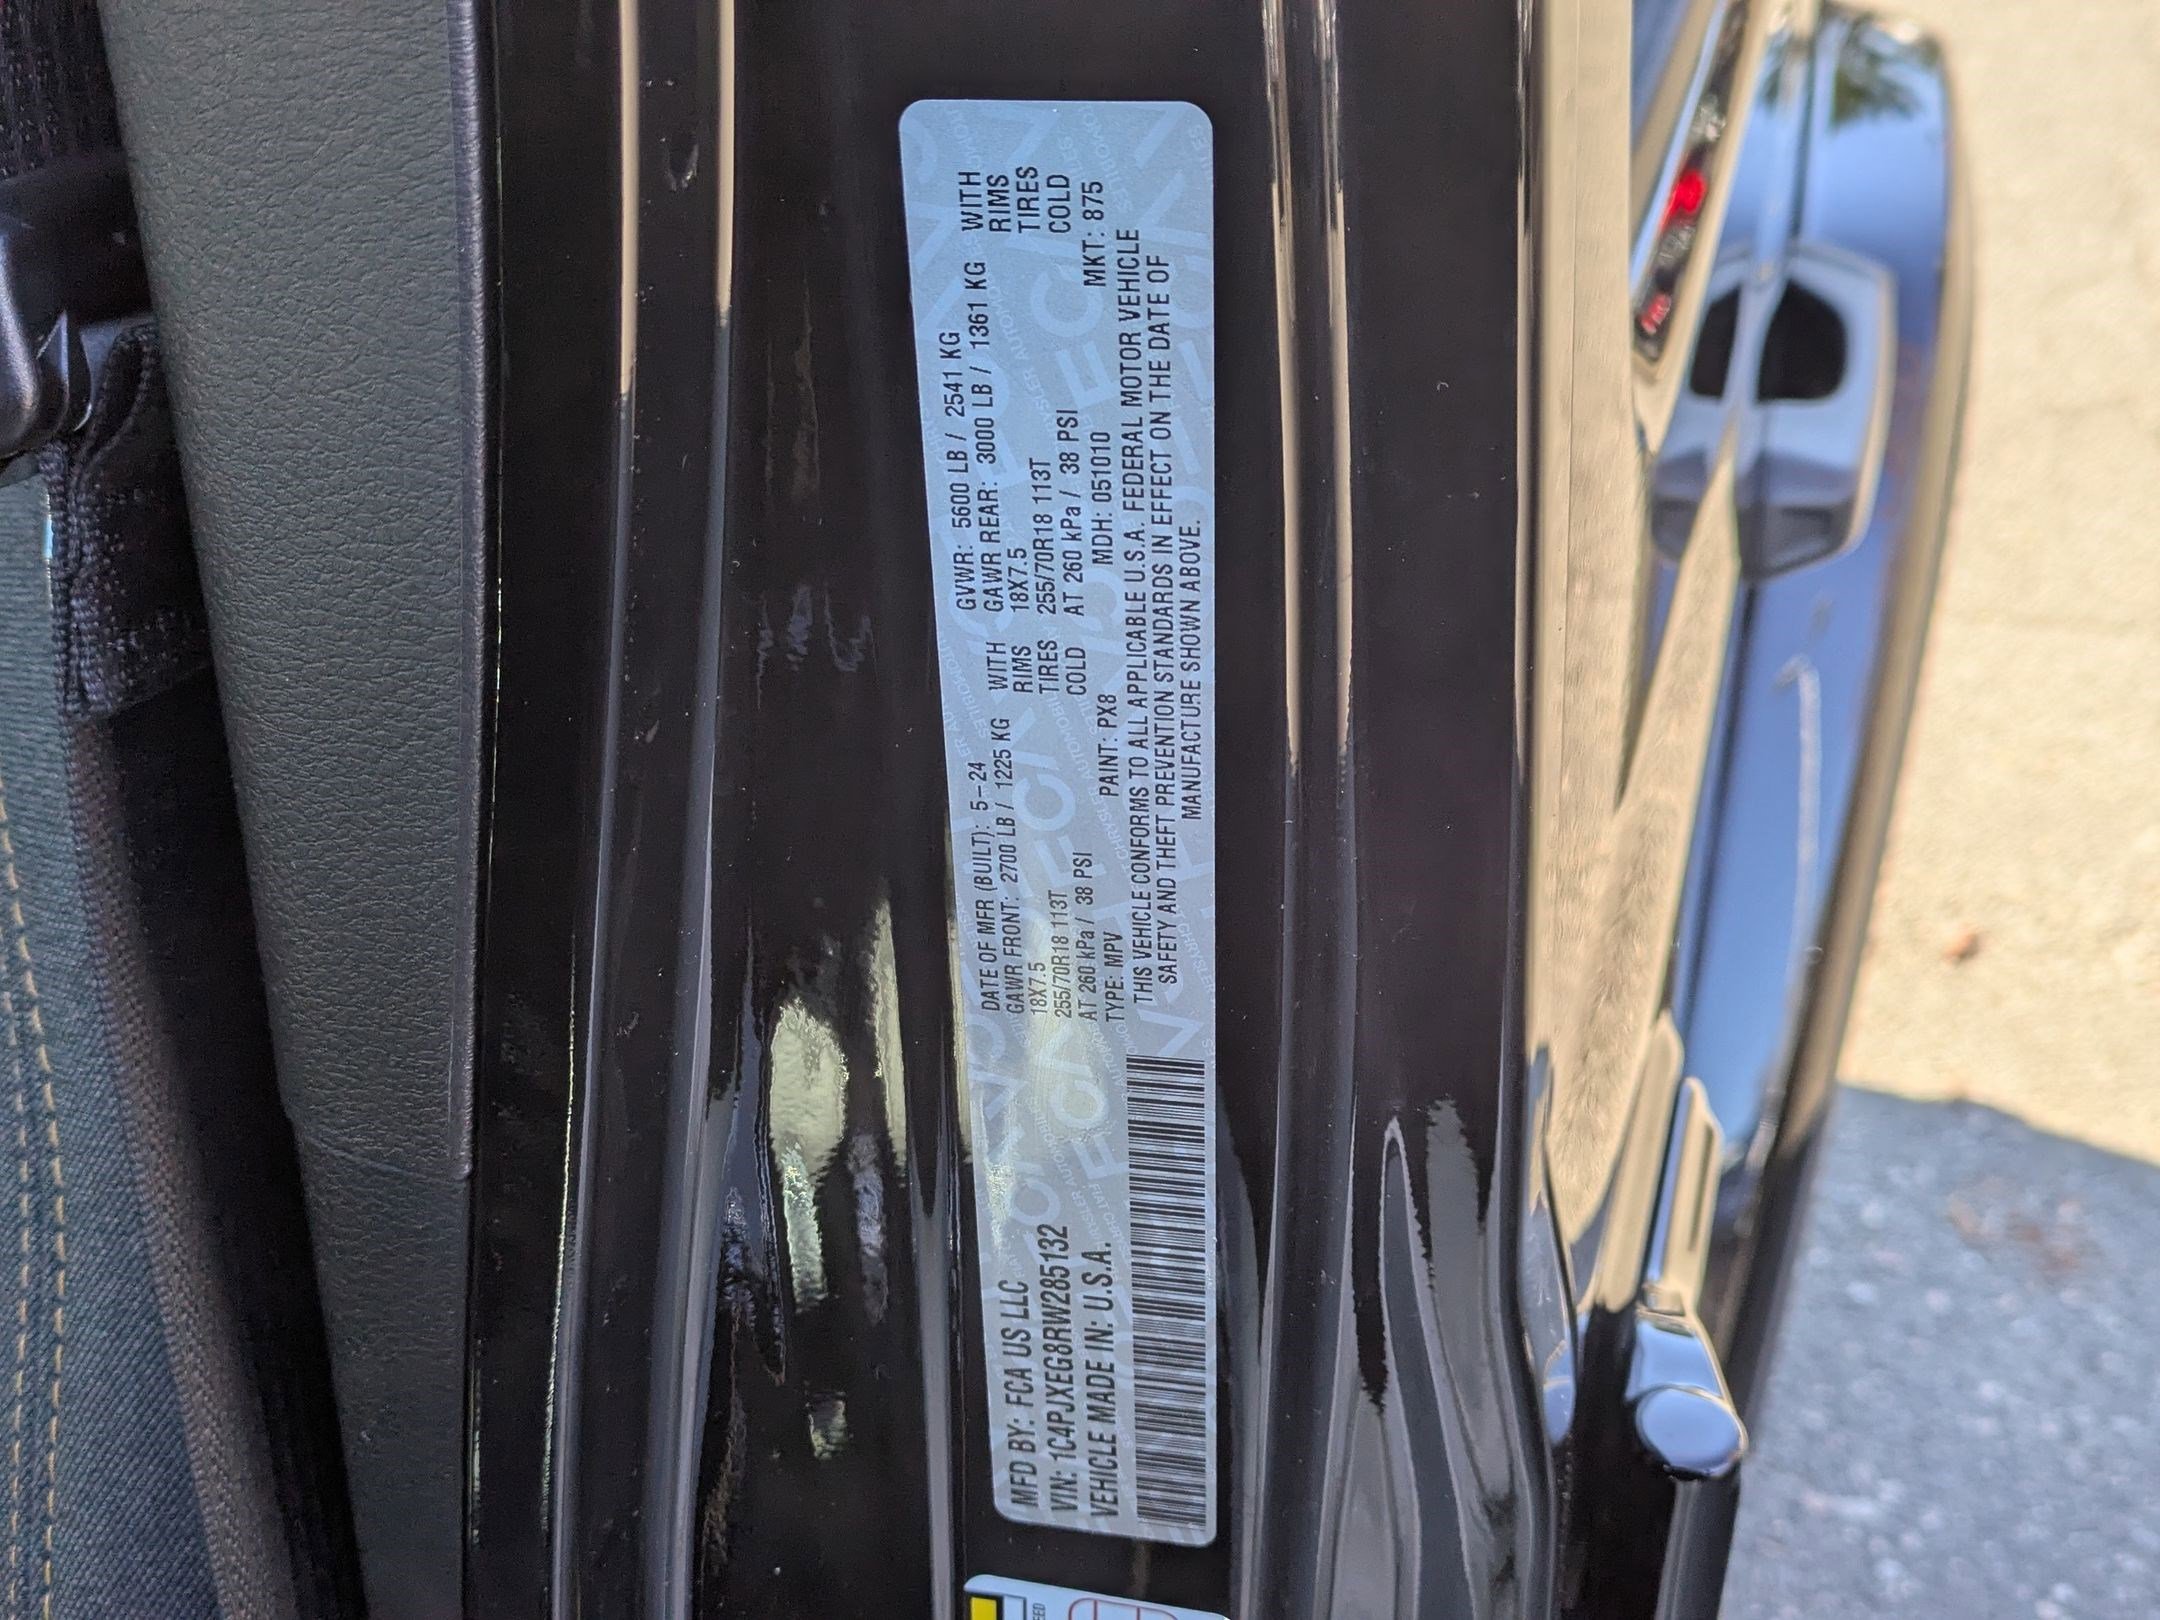 MFD BY: FCA US LLC
VIN: 1C4PJXEG8RW285132
VEHICLE MADE IN: U.S.A.
DATE OF MFR (BUILT): 5-24
GAWR FRONT: 2700 LB / 1225 KG WITH
18X7.5 RIMS
255/70R18 113T TIRES
AT 260 kPa / 38 PSI COLD
GVWR: 5600 LB / 2541 KG
GAWR REAR: 3000 LB / 1361 KG WITH
18X7.5 RIMS
255/70R18 113T TIRES
AT 260 kPa / 38 PSI COLD
TYPE: MPV PAINT: PX8 MDH: 051010 MKT: 875
THIS VEHICLE CONFORMS TO ALL APPLICABLE U.S.A. FEDERAL MOTOR VEHICLE
SAFETY AND THEFT PREVENTION STANDARDS IN EFFECT ON THE DATE OF
MANUFACTURE SHOWN ABOVE.